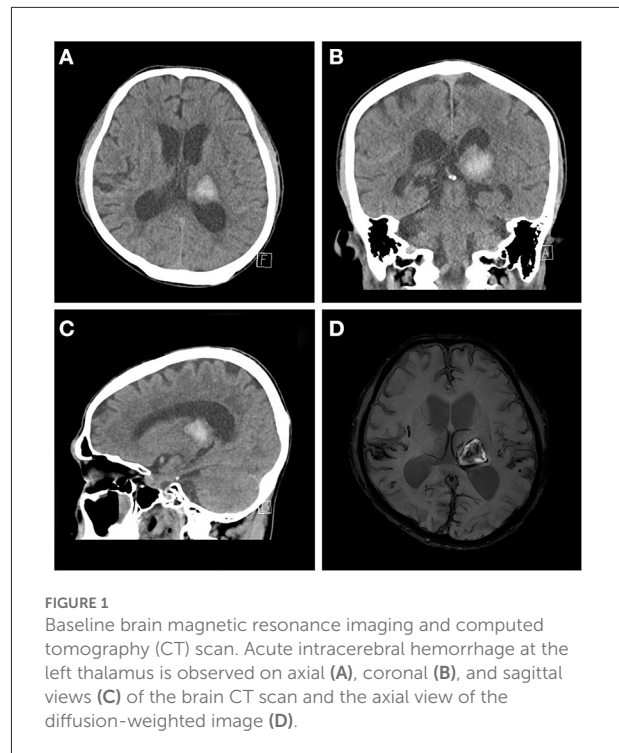 A
B
F
A
C
D
FIGURE 1
Baseline brain magnetic resonance imaging and computed
tomography (CT) scan. Acute intracerebral hemorrhage at the
left thalamus is observed on axial (A), coronal (B), and sagittal
views (C) of the brain CT scan and the axial view of the
diffusion-weighted image (D).